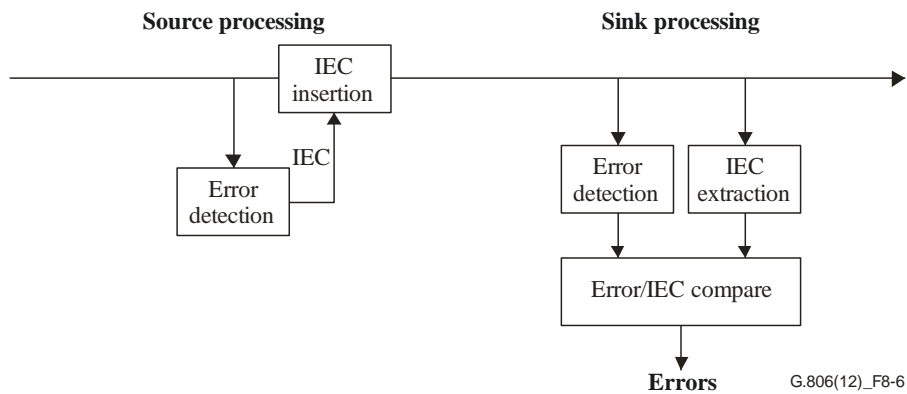 Source processing
Sink processing
IEC
insertion
IEC
Error
detection
Error
detection
IEC
extraction
Error/IEC compare
Errors
G.806(12)_F8-6